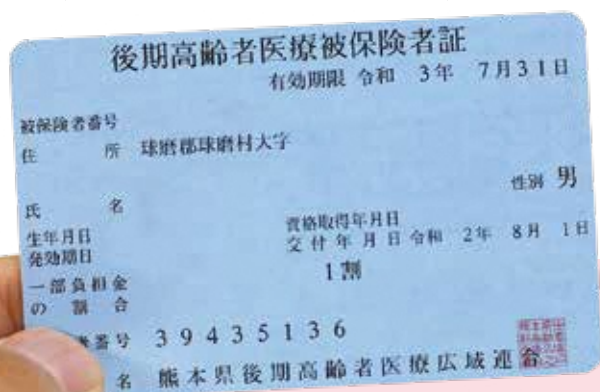 後期高齢者医療被保険者証
有効期限 令和 3年 7月31日
被保険者番号
住所 球磨郡球磨村大字
性別 男
氏名
生年月日 資格取得年月日
発効期日 交付年月日 令和 2年 8月 1日
一部負担金の割合 1割
者番号 39435136
名 熊本県後期高齢者医療広域連合